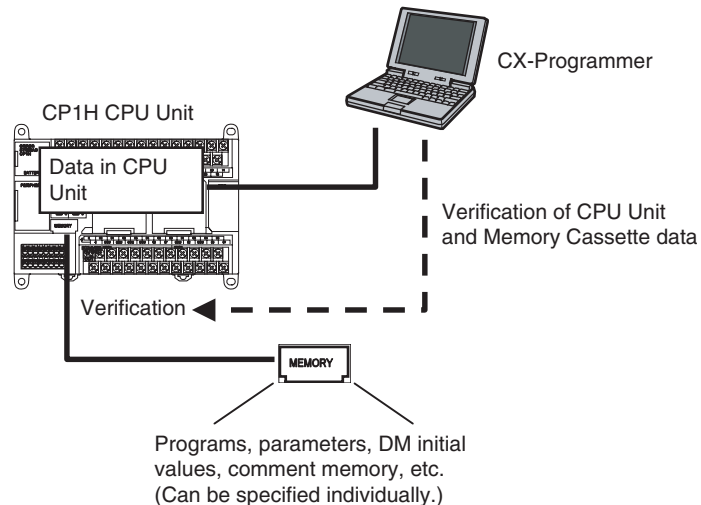 CX-Programmer
CP1H CPU Unit
Data in CPU
Unit
MEMORY
Verification of CPU Unit
and Memory Cassette data
Verification
MEMORY
Programs, parameters, DM initial
values, comment memory, etc.
(Can be specified individually.)